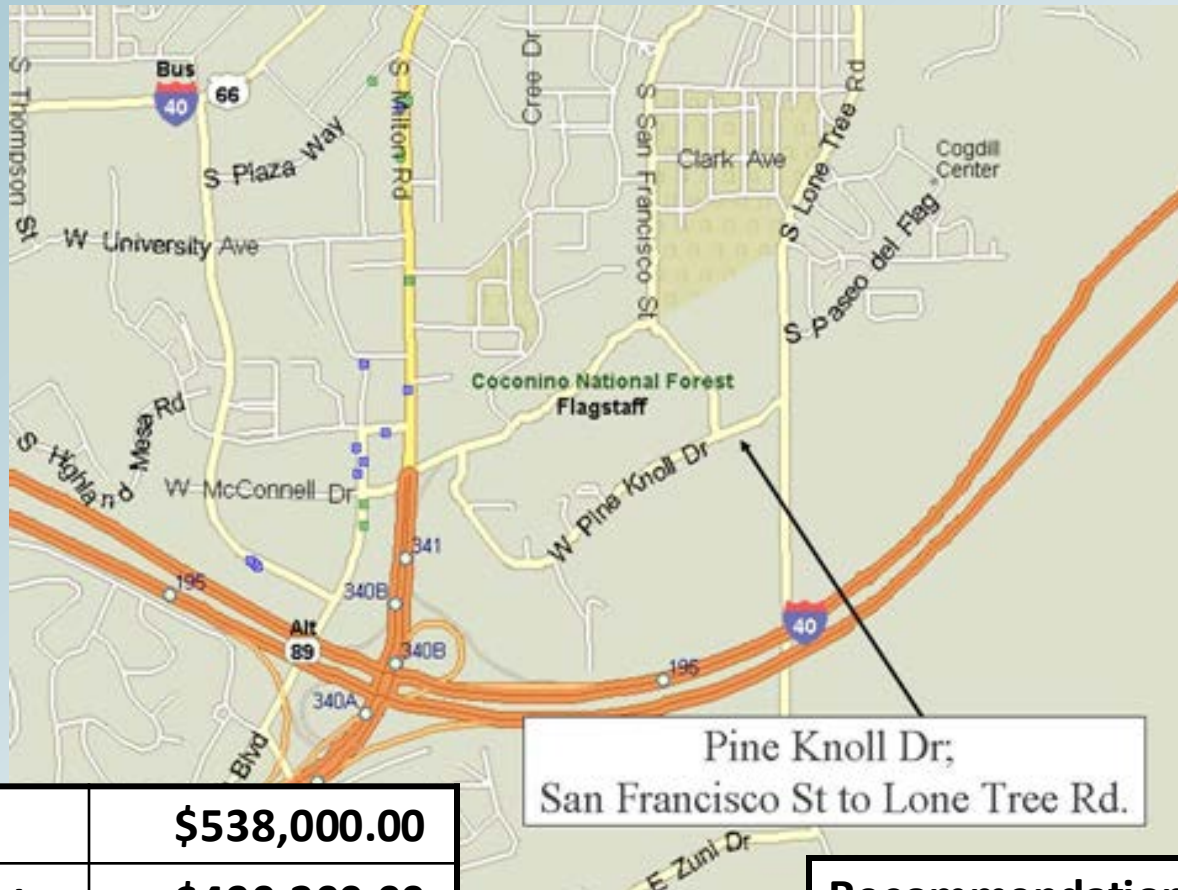 Bus
40
66
S Thompson St
S Plaza Way
S Milton Rd
Cree Dr
S San Francisco St
Clark Ave
S Lone Tree Rd
Cogdill
Center
W University Ave
S Paseo del Flag
Coconino National Forest
Flagstaff
S Highland Mesa Rd
W McConnell Dr
W Pine Knoll Dr
341
195
340B
Alt
89
340B
40
195
340A
Blvd
Pine Knoll Dr;
San Francisco St to Lone Tree Rd.
E Zuni Dr
$538,000.00